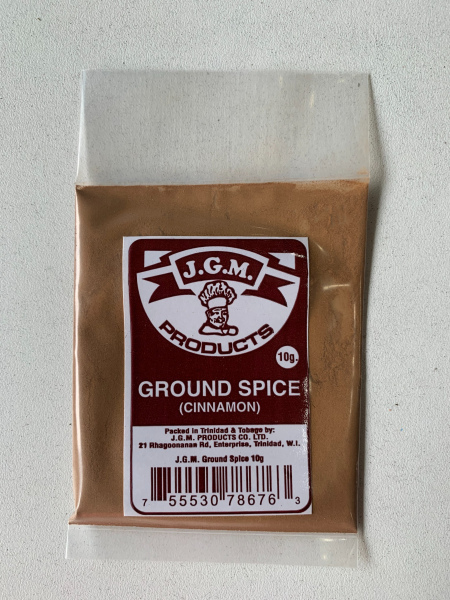 J.G.M.
PRODUCTS
10g.
GROUND SPICE
(CINNAMON)
Packed in Trinidad & Tobago by:
J.G.M. PRODUCTS CO. LTD.
21 Rhagoonanan Rd, Enterprise, Trinidad, W.I.
J.G.M. Ground Spice 10g
7 55530 78676 3